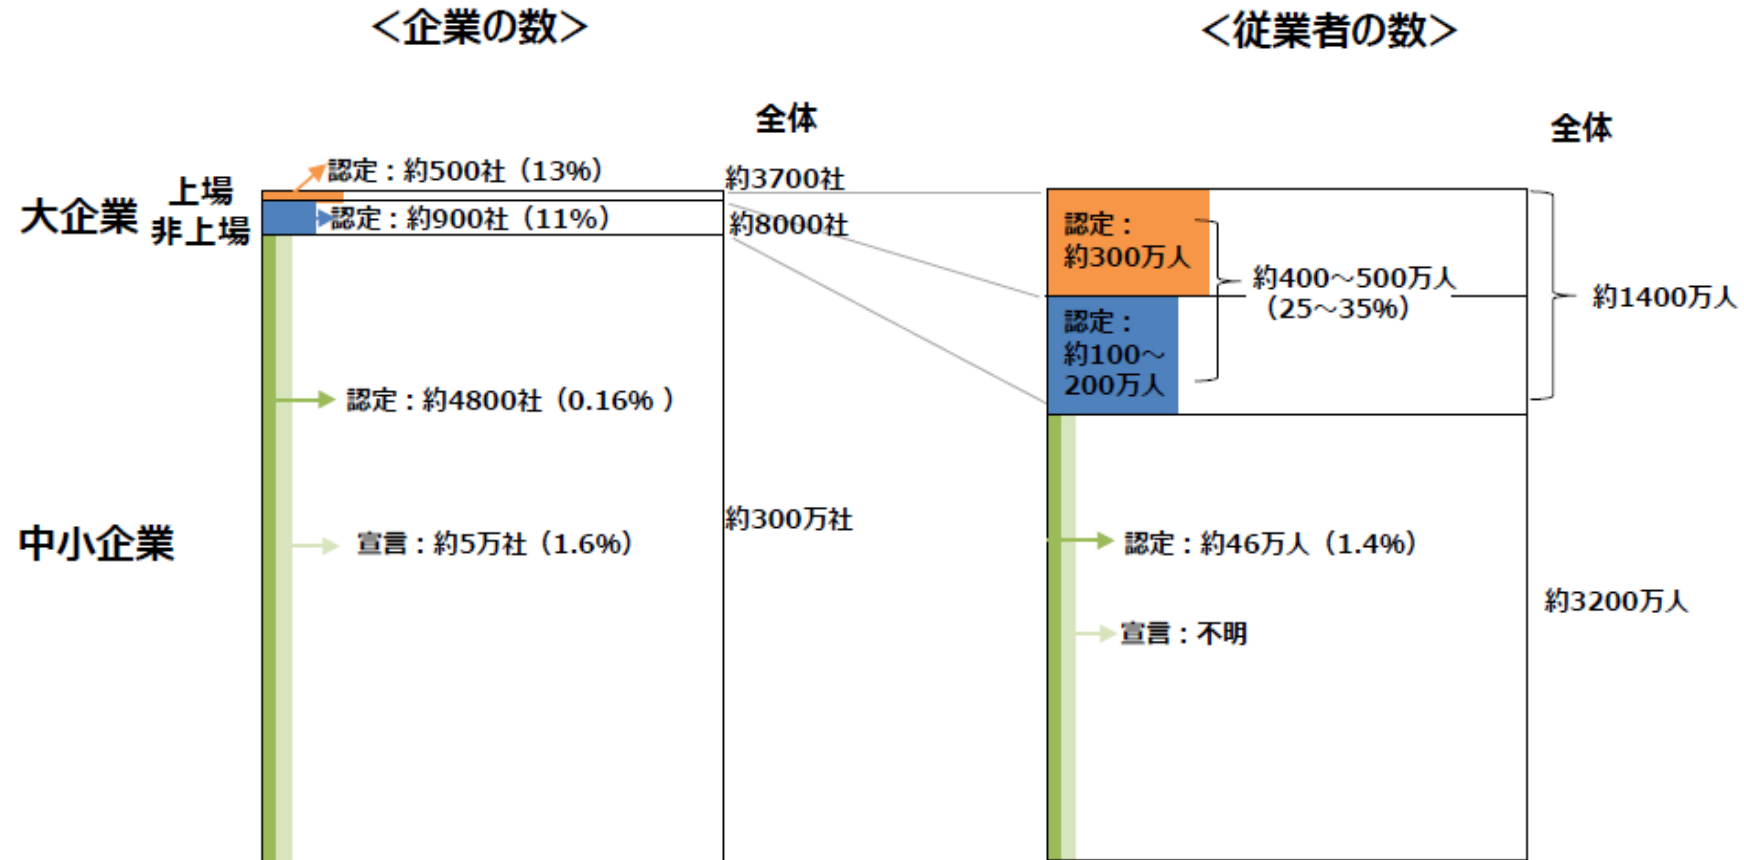 ＜企業の数＞
＜従業者の数＞
全体
全体
大企業
上場
非上場
認定：約500社（13%）
約3700社
認定：約900社（11%）
約8000社
認定：約4800社（0.16% ）
中小企業
宣言：約5万社（1.6%）
約300万社
認定：
約300万人
認定：
約100～
200万人
約400～500万人
（25～35%）
約1400万人
認定：約46万人（1.4%）
宣言：不明
約3200万人